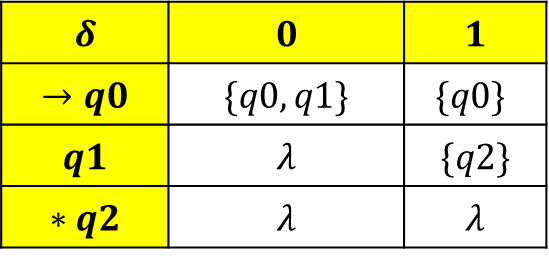 δ 0 1
→ q0 {q0, q1} {q0}
q1 λ {q2}
∗ q2 λ λ